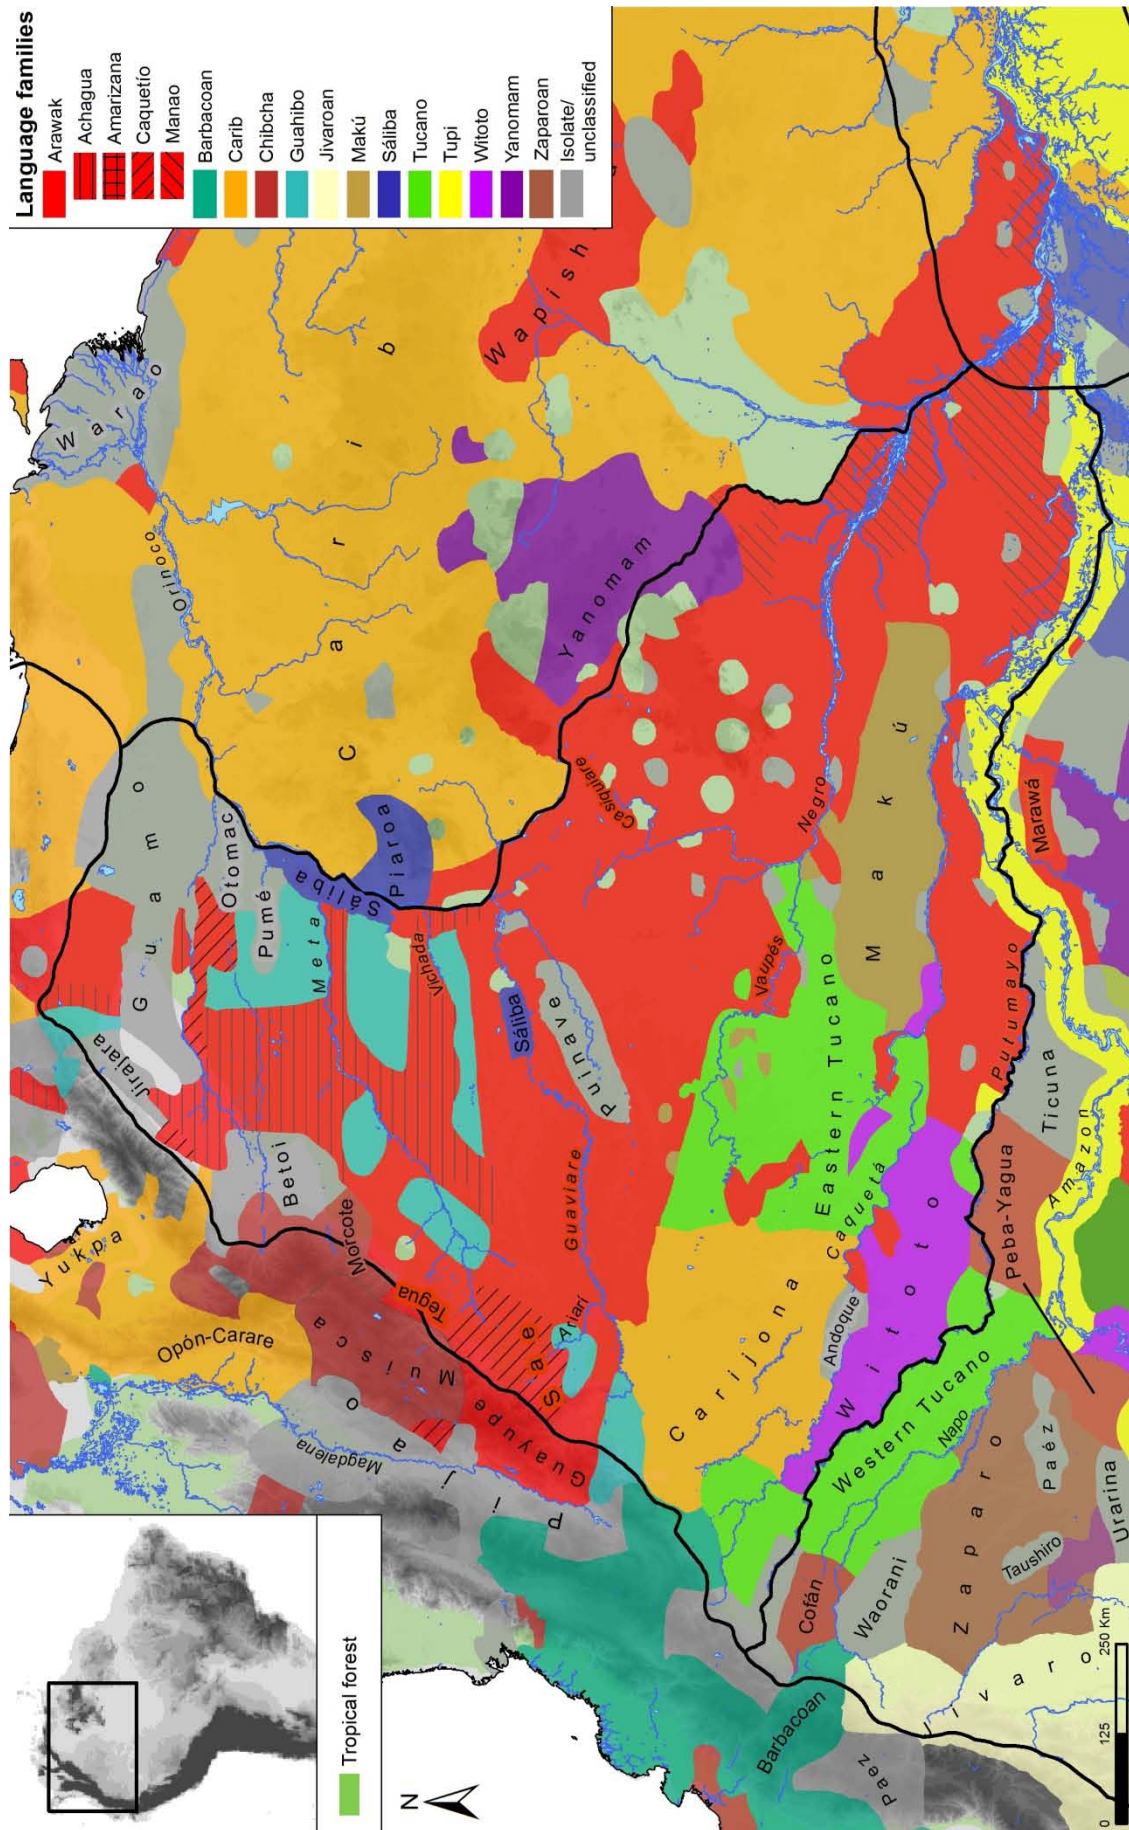 Language families
Arawak
Achagua
Amarizana
Caquetio
Manao
Barbacoan
Carib
Chibcha
Guahibo
Jivaroan
Makú
Sáliba
Tucano
Tupi
Witoto
Yanomam
Zaparoan
Isolate/
unclassified
Tropical forest
N
Warao
Orinoco
Carib
Wapish
Yanomam
Guamo
Otomac
Pumé
Sáliba
Piaroa
Jirajara
Yukpa
Betoi
Meta
Vichada
Morcote
Opón-Carare
Muisca
Tegua
Magdalena
Pijao
Guayupe
Sae
Ariarí
Guaviare
Sáliba
Puinave
Casiquiare
Negro
Makú
Vaupés
Eastern Tucano
Carijona
Caquetá
Andoque
Witoto
Putumayo
Marawá
Ticuna
Amazon
Peba-Yagua
Western Tucano
Napo
Cofán
Waorani
Zaparo
Paéz
Taushiro
Urarina
Barbacoan
Paez
Jivaro
0
125
250 Km